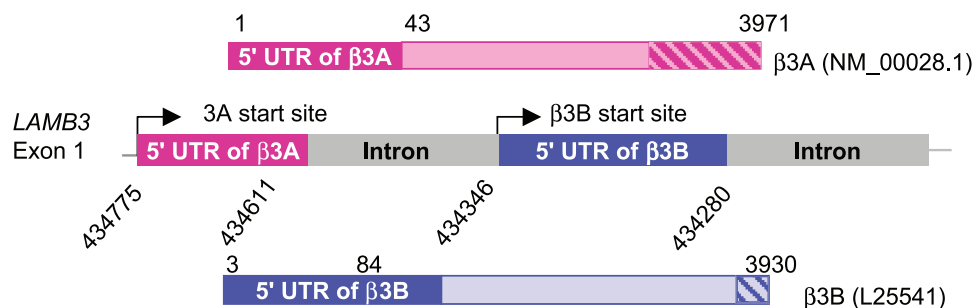 1 43 3971
5' UTR of β3A
β3A (NM_00028.1)
LAMB3 3A start site β3B start site
Exon 1 5' UTR of β3A Intron 5' UTR of β3B Intron
434775 434611 434346 434280
3 84 3930
5' UTR of β3B
β3B (L25541)